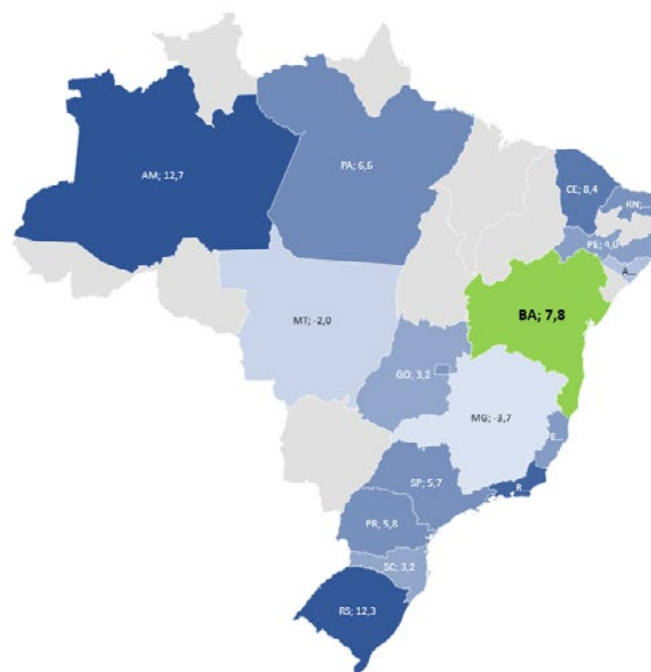 AM; 12,7
PA; 6,6
CE; 8,4
RN;...
PE; 4,0
A...
MT; -2,0
BA; 7,8
GO; 3,2
MG; -3,7
E...
SP; 5,7
R
PR; 5,8
SC; 3,2
RS; 12,3